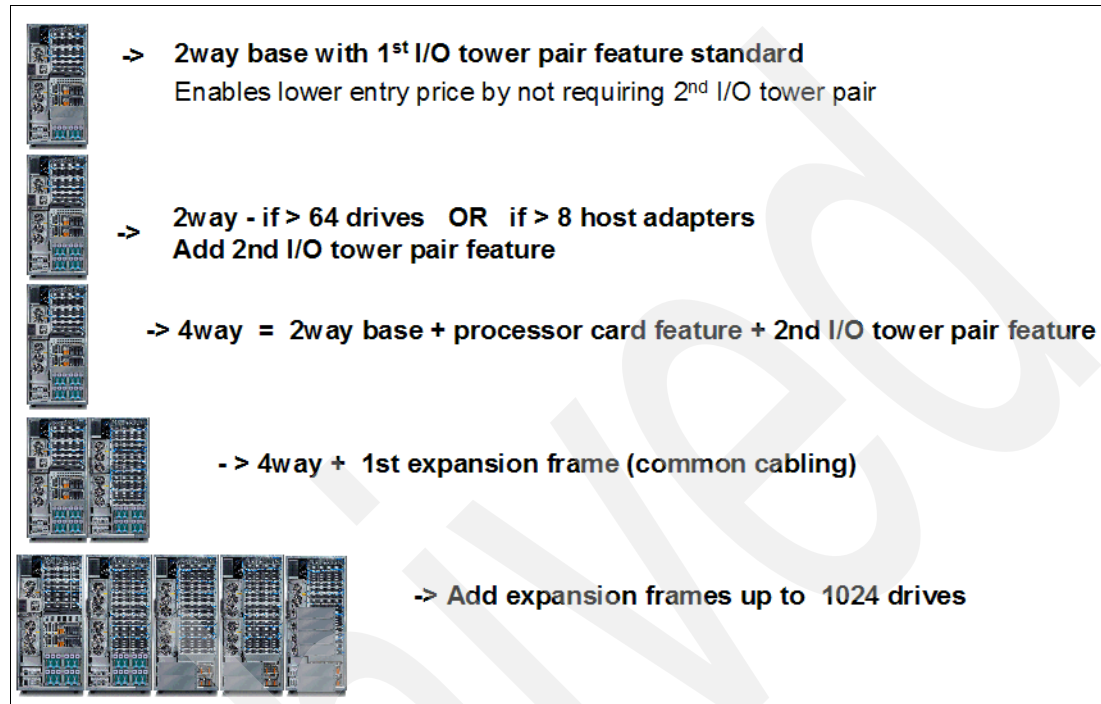 -> 2way base with 1st I/O tower pair feature standard
Enables lower entry price by not requiring 2nd I/O tower pair
-> 2way - if > 64 drives OR if > 8 host adapters
Add 2nd I/O tower pair feature
-> 4way = 2way base + processor card feature + 2nd I/O tower pair feature
- > 4way + 1st expansion frame (common cabling)
-> Add expansion frames up to 1024 drives